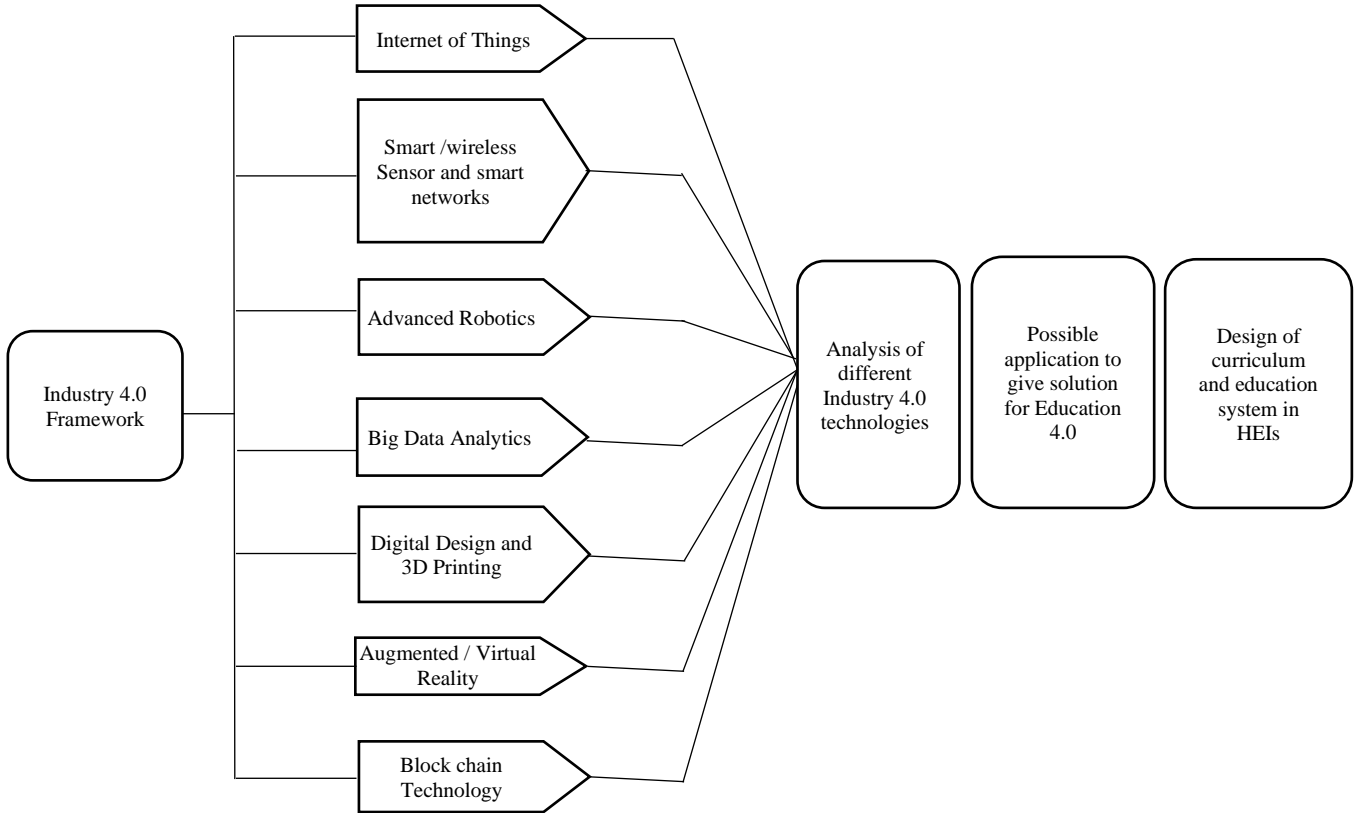 Industry 4.0
Framework
Internet of Things
Smart /wireless
Sensor and smart
networks
Advanced Robotics
Big Data Analytics
Digital Design and
3D Printing
Augmented / Virtual
Reality
Block chain
Technology
Analysis of
different
Industry 4.0
technologies
Possible
application to
give solution
for Education
4.0
Design of
curriculum
and education
system in
HEIs